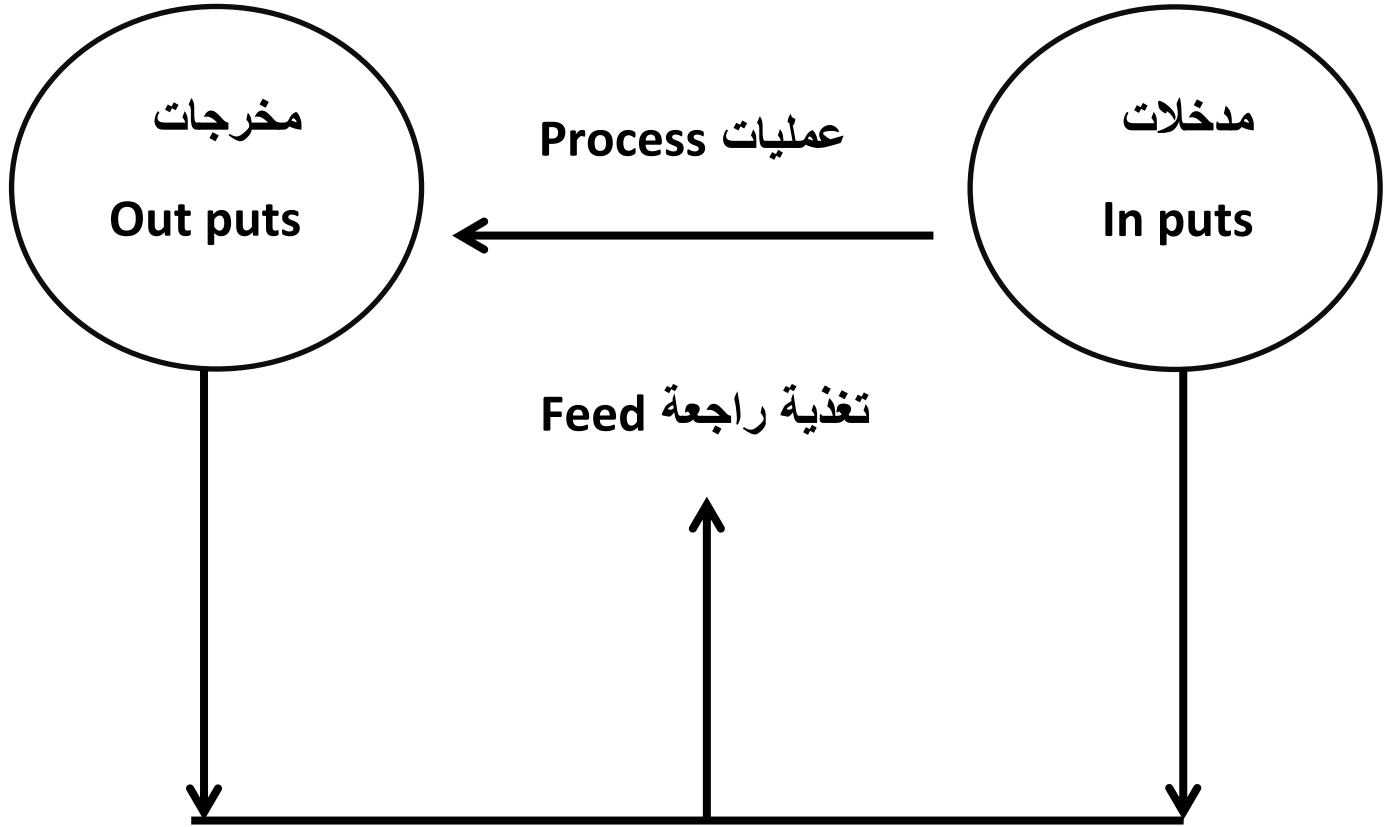 مدخلات
In puts
عمليات Process
مخرجات
Out puts
تغذية راجعة Feed